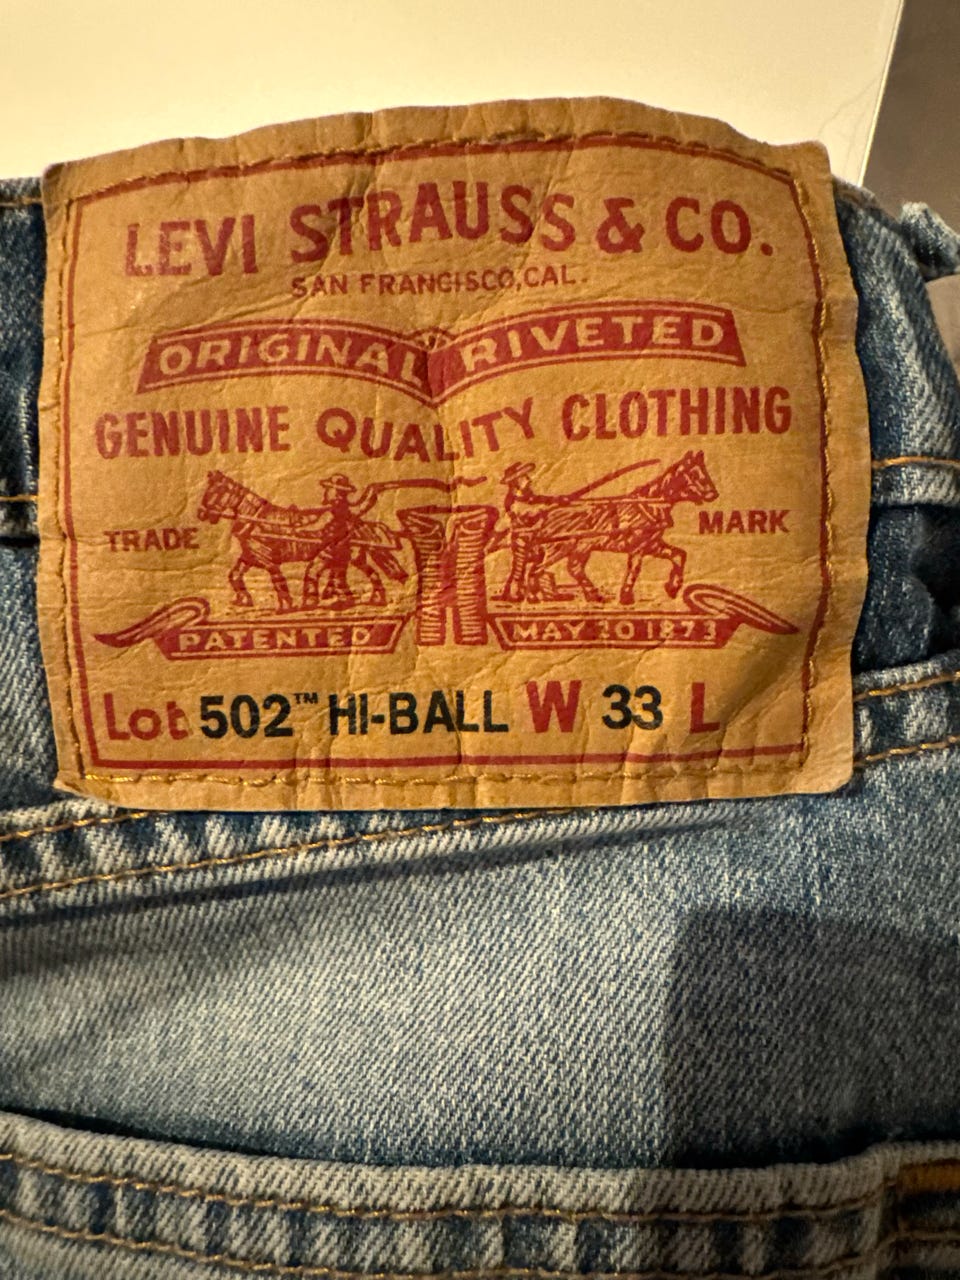 LEVI STRAUSS & CO.
SAN FRANCISCO, CAL.
ORIGINAL RIVETED
GENUINE QUALITY CLOTHING
TRADE MARK
PATENTED MAY 20 1873
Lot 502™ HI-BALL W 33 L